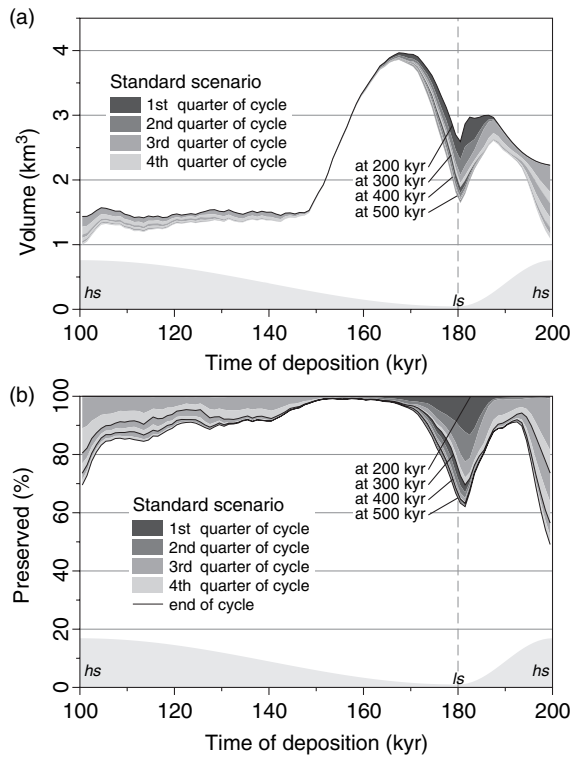 (a)
4
3
2
1
0
Volume (km³)
Standard scenario
1st quarter of cycle
2nd quarter of cycle
3rd quarter of cycle
4th quarter of cycle
at 200 kyr
at 300 kyr
at 400 kyr
at 500 kyr
hs
ls
hs
100 120 140 160 180 200
Time of deposition (kyr)
(b)
100
80
60
40
20
0
Preserved (%)
at 200 kyr
at 300 kyr
at 400 kyr
at 500 kyr
Standard scenario
1st quarter of cycle
2nd quarter of cycle
3rd quarter of cycle
4th quarter of cycle
end of cycle
hs
ls
hs
100 120 140 160 180 200
Time of deposition (kyr)